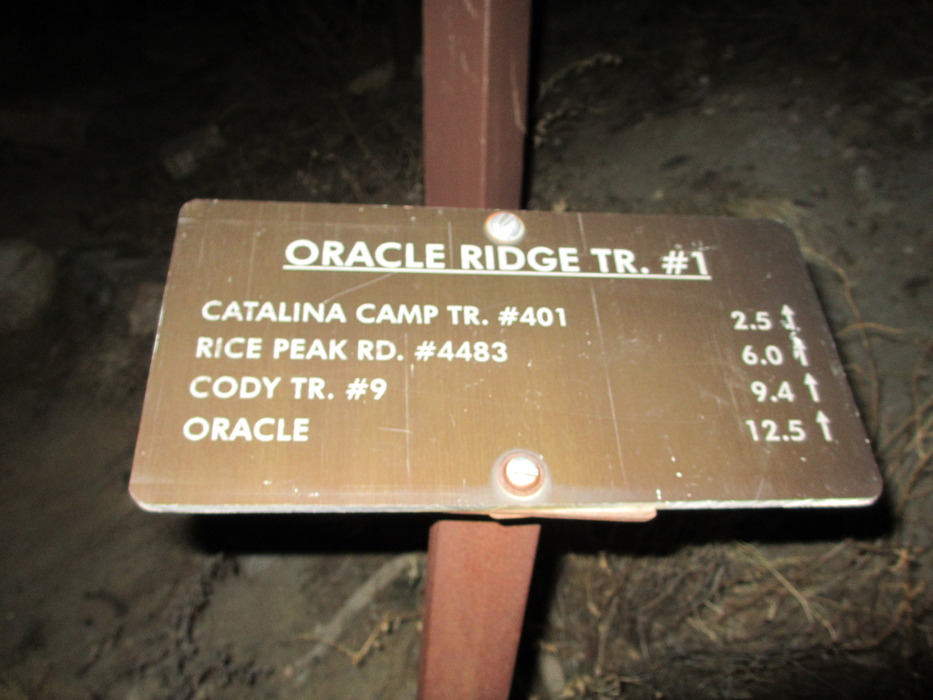 ORACLE RIDGE TR. #1
CATALINA CAMP TR. #401 2.5 ↑
RICE PEAK RD. #4483 6.0 ↑
CODY TR. #9 9.4 ↑
ORACLE 12.5 ↑